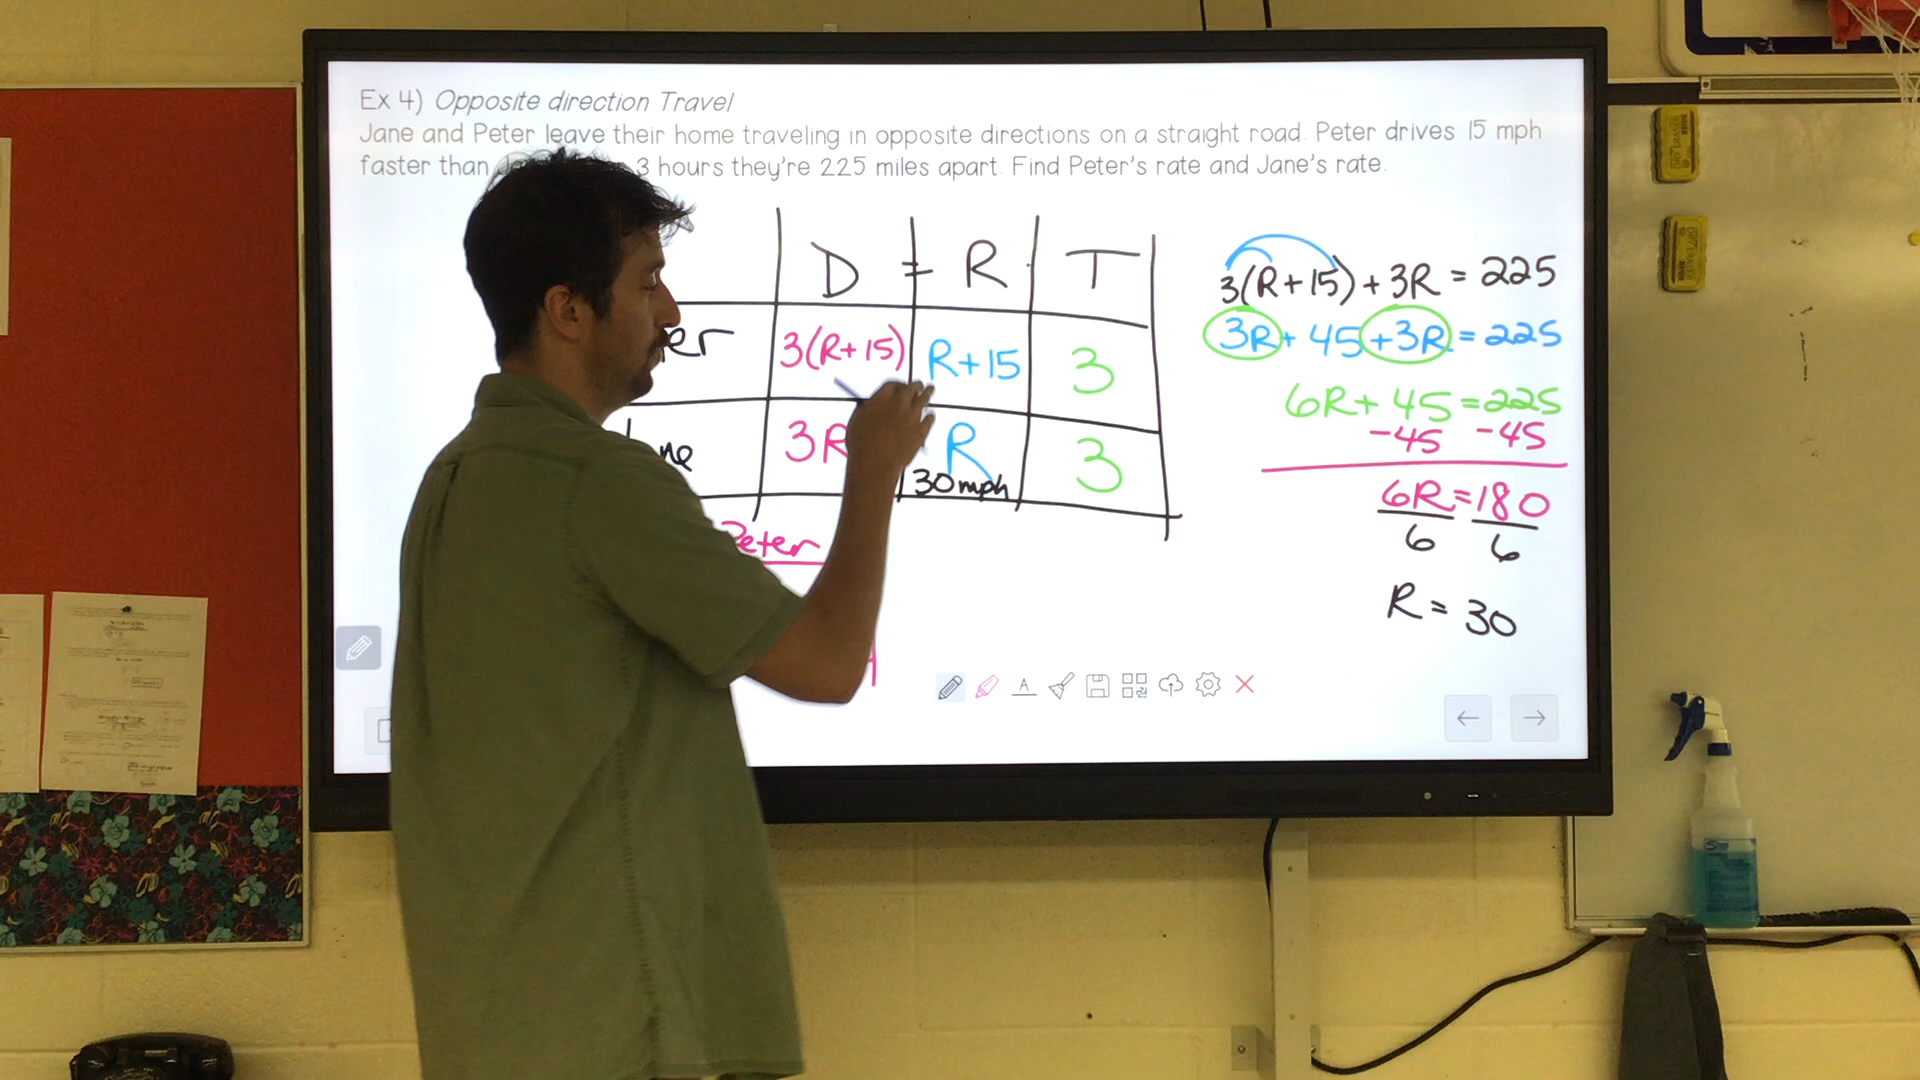 Ex 4) Opposite direction Travel
Jane and Peter leave their home traveling in opposite directions on a straight road. Peter drives 15 mph
faster than 3 hours they're 225 miles apart. Find Peter's rate and Jane's rate.
D = R · T
er 3(R+15) R+15 3
ne 3R R 3
30mph
Peter
3(R+15)+3R = 225
3R+ 45+3R = 225
6R+ 45=225
-45 -45
6R=180
6 6
R = 30
A